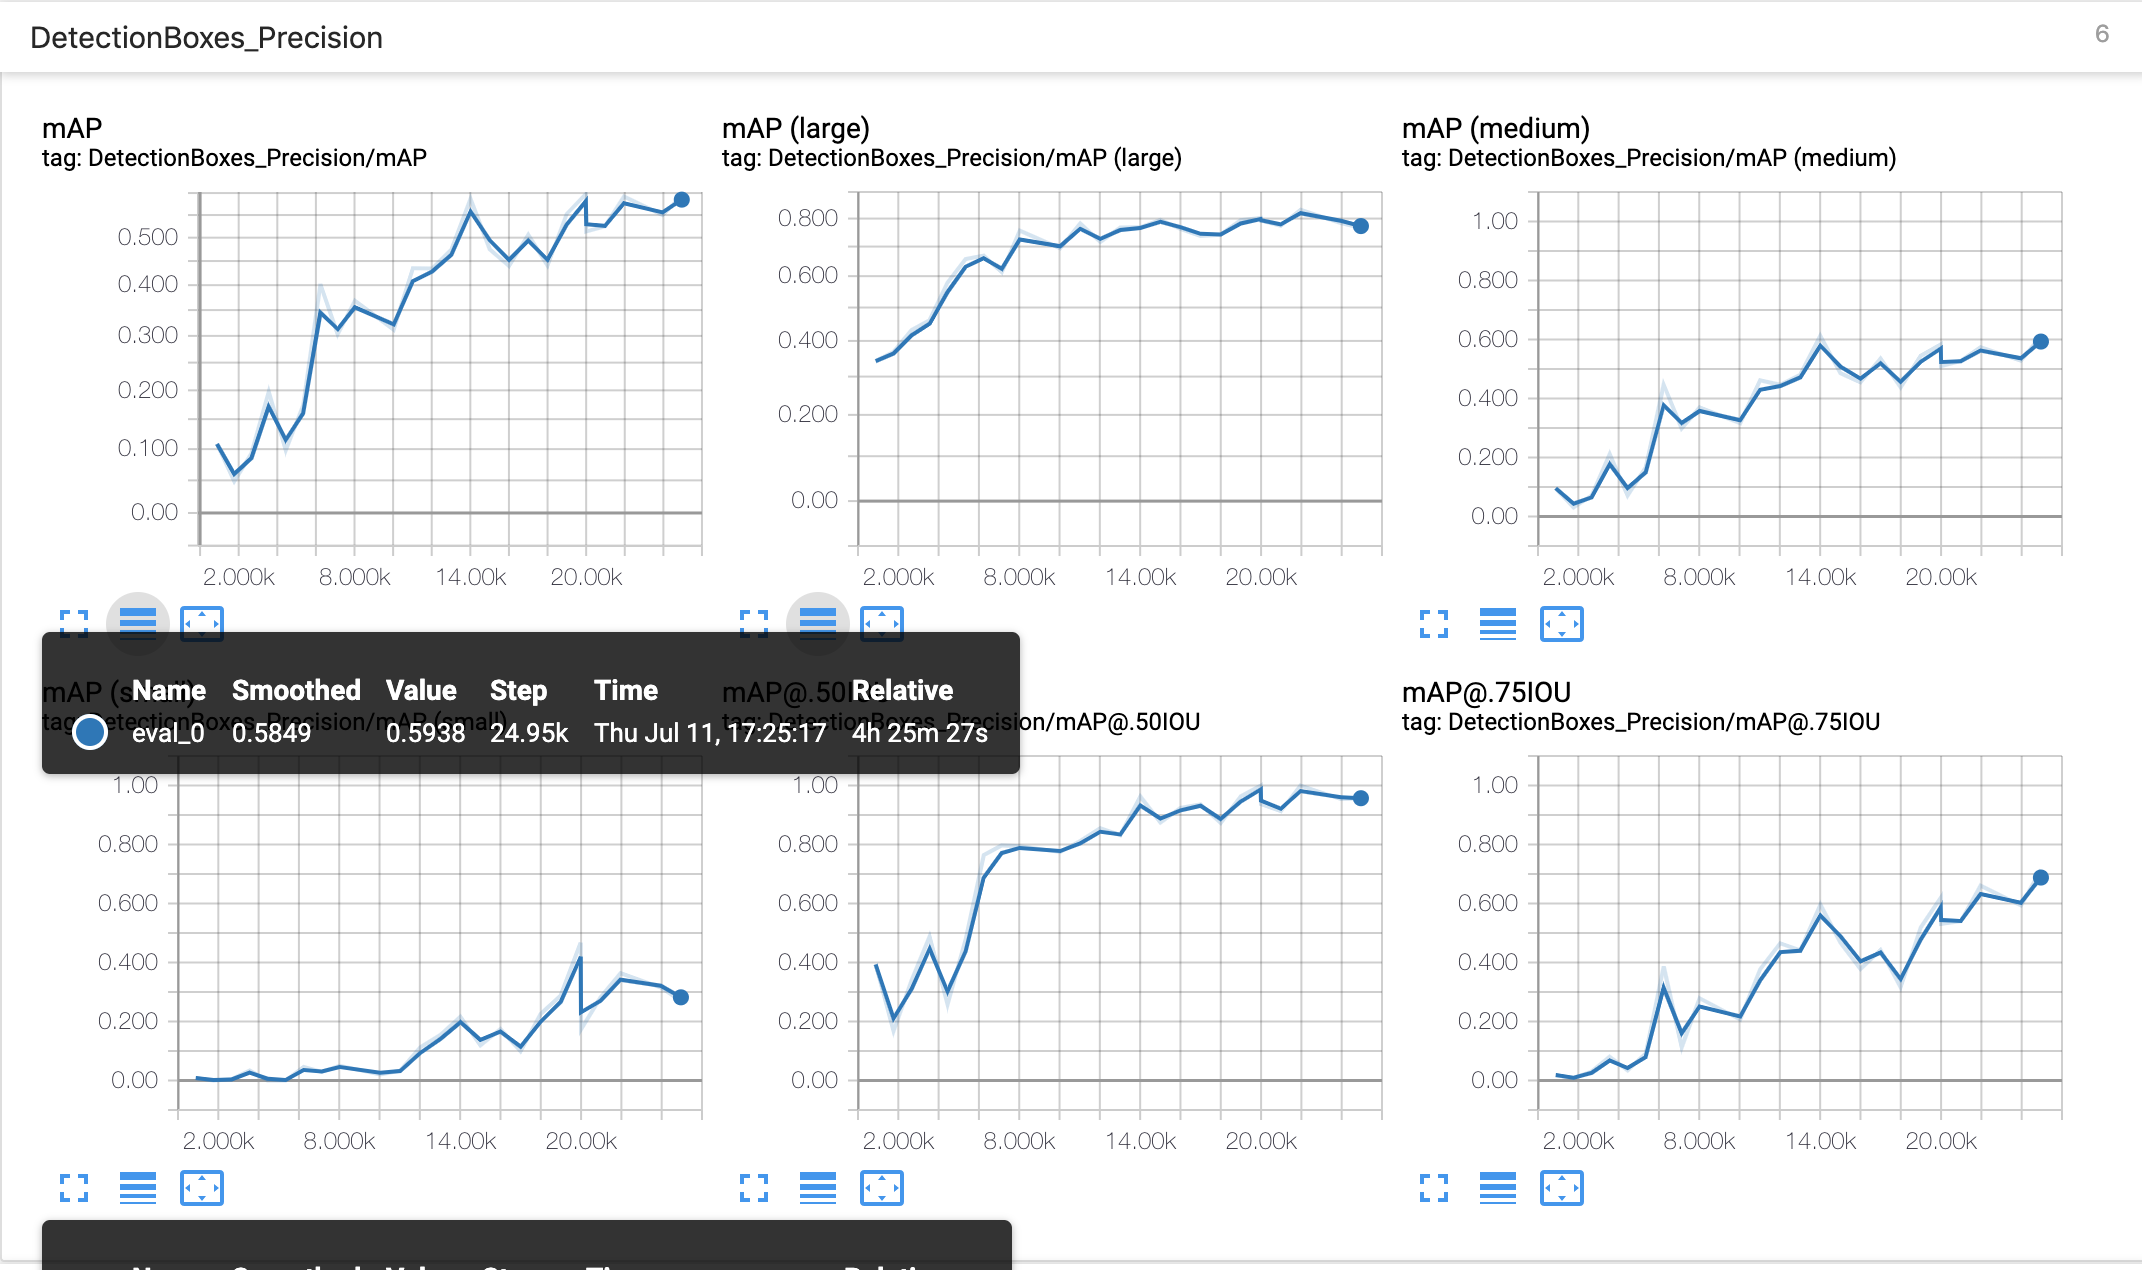 DetectionBoxes_Precision
6
mAP
tag: DetectionBoxes_Precision/mAP
0.500
0.400
0.300
0.200
0.100
0.00
2.000k 8.000k 14.00k 20.00k
mAP (large)
tag: DetectionBoxes_Precision/mAP (large)
0.800
0.600
0.400
0.200
0.00
2.000k 8.000k 14.00k 20.00k
mAP (medium)
tag: DetectionBoxes_Precision/mAP (medium)
1.00
0.800
0.600
0.400
0.200
0.00
2.000k 8.000k 14.00k 20.00k
Name Smoothed Value Step Time Relative
eval_0 0.5849 0.5938 24.95k Thu Jul 11, 17:25:17 4h 25m 27s
mAP (small)
tag: DetectionBoxes_Precision/mAP (small)
1.00
0.800
0.600
0.400
0.200
0.00
2.000k 8.000k 14.00k 20.00k
mAP@.50IOU
tag: DetectionBoxes_Precision/mAP@.50IOU
1.00
0.800
0.600
0.400
0.200
0.00
2.000k 8.000k 14.00k 20.00k
mAP@.75IOU
tag: DetectionBoxes_Precision/mAP@.75IOU
1.00
0.800
0.600
0.400
0.200
0.00
2.000k 8.000k 14.00k 20.00k